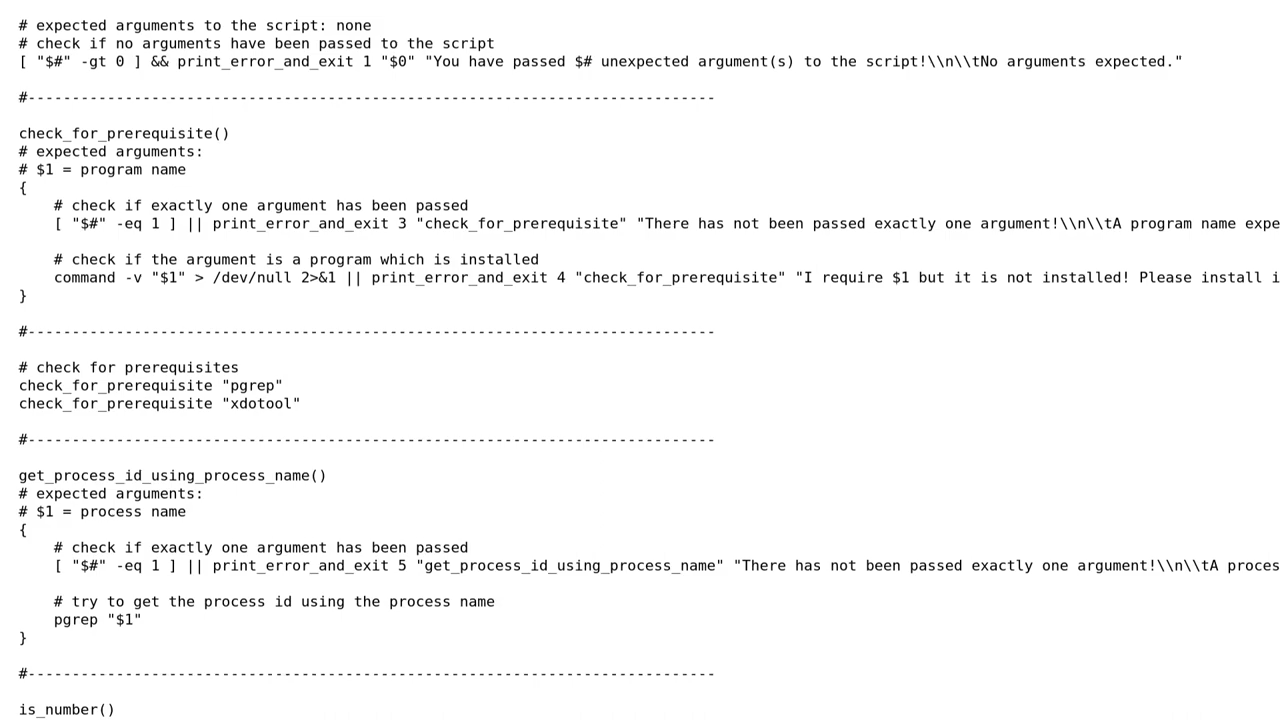 # expected arguments to the script: none
# check if no arguments have been passed to the script
[ "$#" -gt 0 ] && print_error_and_exit 1 "$0" "You have passed $# unexpected argument(s) to the script!\\n\\tNo arguments expected."
#------------------------------------------------------------------------------
check_for_prerequisite()
# expected arguments:
# $1 = program name
{
    # check if exactly one argument has been passed
    [ "$#" -eq 1 ] || print_error_and_exit 3 "check_for_prerequisite" "There has not been passed exactly one argument!\\n\\tA program name expe
    # check if the argument is a program which is installed
    command -v "$1" > /dev/null 2>&1 || print_error_and_exit 4 "check_for_prerequisite" "I require $1 but it is not installed! Please install i
}
#------------------------------------------------------------------------------
# check for prerequisites
check_for_prerequisite "pgrep"
check_for_prerequisite "xdotool"
#------------------------------------------------------------------------------
get_process_id_using_process_name()
# expected arguments:
# $1 = process name
{
    # check if exactly one argument has been passed
    [ "$#" -eq 1 ] || print_error_and_exit 5 "get_process_id_using_process_name" "There has not been passed exactly one argument!\\n\\tA proces
    # try to get the process id using the process name
    pgrep "$1"
}
#------------------------------------------------------------------------------
is_number()